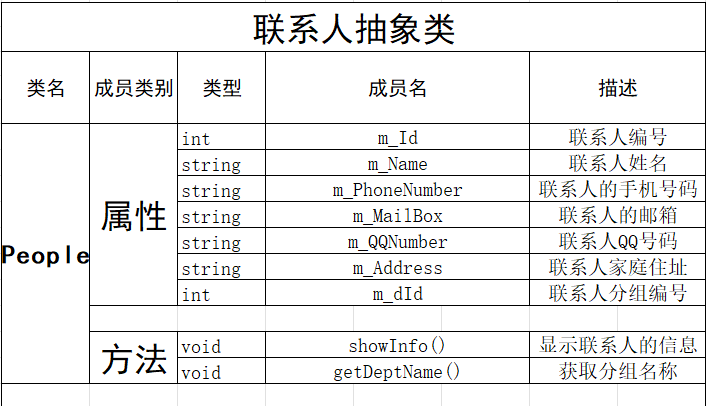 联系人抽象类
类名 成员类别 类型 成员名 描述
People 属性 int m_Id 联系人编号
string m_Name 联系人姓名
string m_PhoneNumber 联系人的手机号码
string m_MailBox 联系人的邮箱
string m_QQNumber 联系人QQ号码
string m_Address 联系人家庭住址
int m_dId 联系人分组编号
方法 void showInfo() 显示联系人的信息
void getDeptName() 获取分组名称